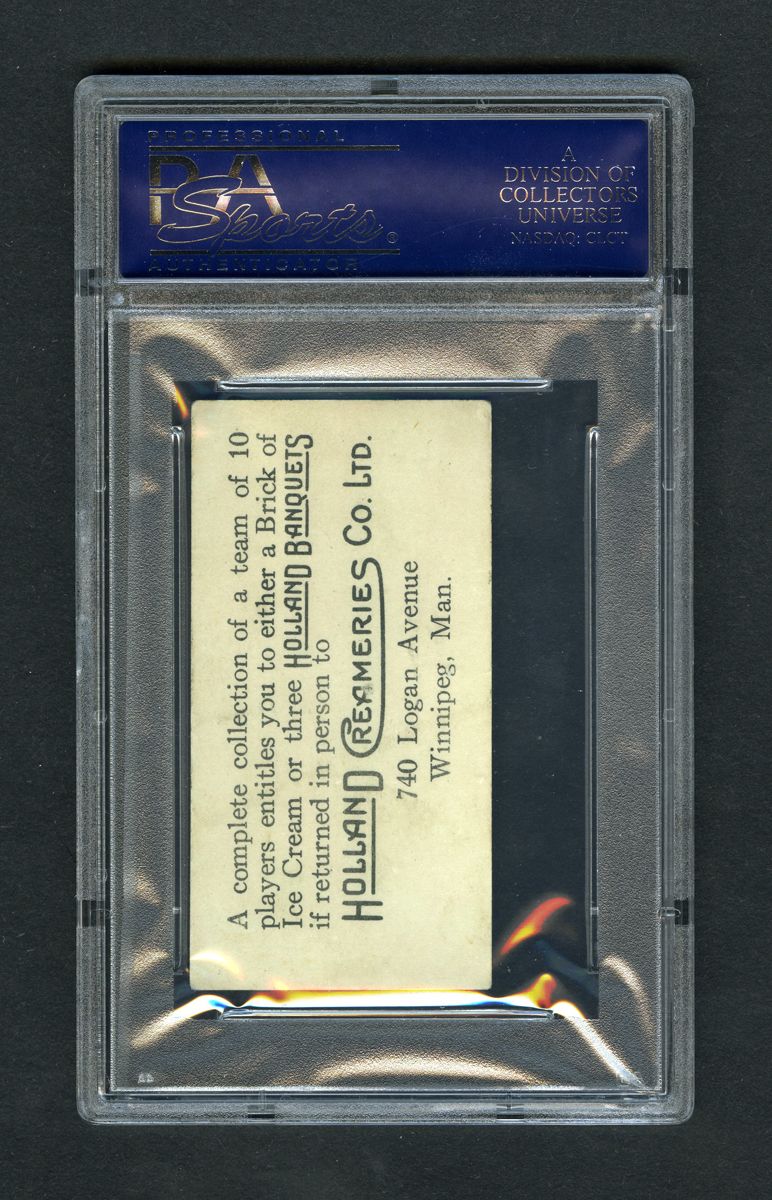 PROFESSIONAL
PSA
Sports®
AUTHENTICATOR
A
DIVISION OF
COLLECTORS
UNIVERSE
NASDAQ: CLCT
A complete collection of a team of 10
players entitles you to either a Brick of
Ice Cream or three HOLLAND BANQUETS
if returned in person to
HOLLAND CREAMERIES CO. LTD.
740 Logan Avenue
Winnipeg, Man.